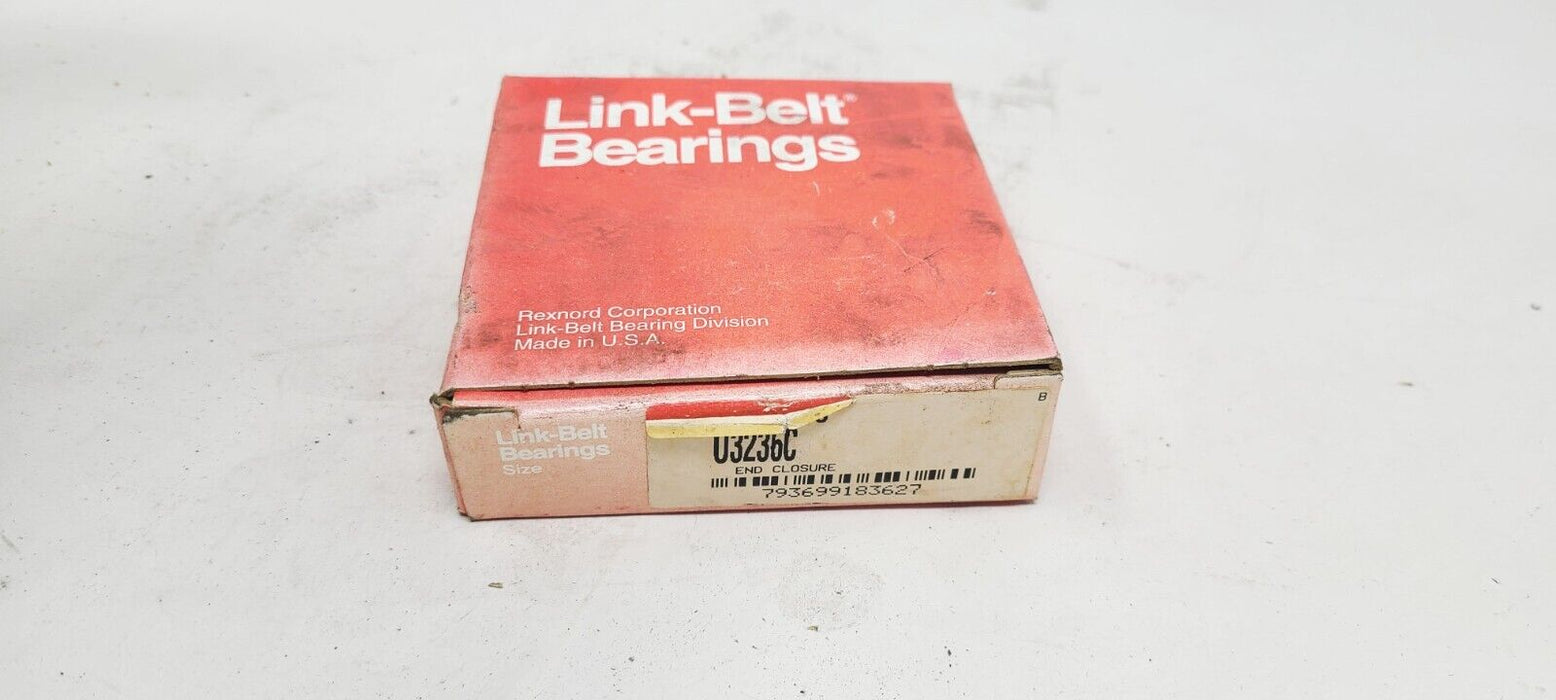 Link-Belt®
Bearings
Rexnord Corporation
Link-Belt Bearing Division
Made in U.S.A.
Link-Belt
Bearings
Size
B
U3236C
END CLOSURE
793699183627